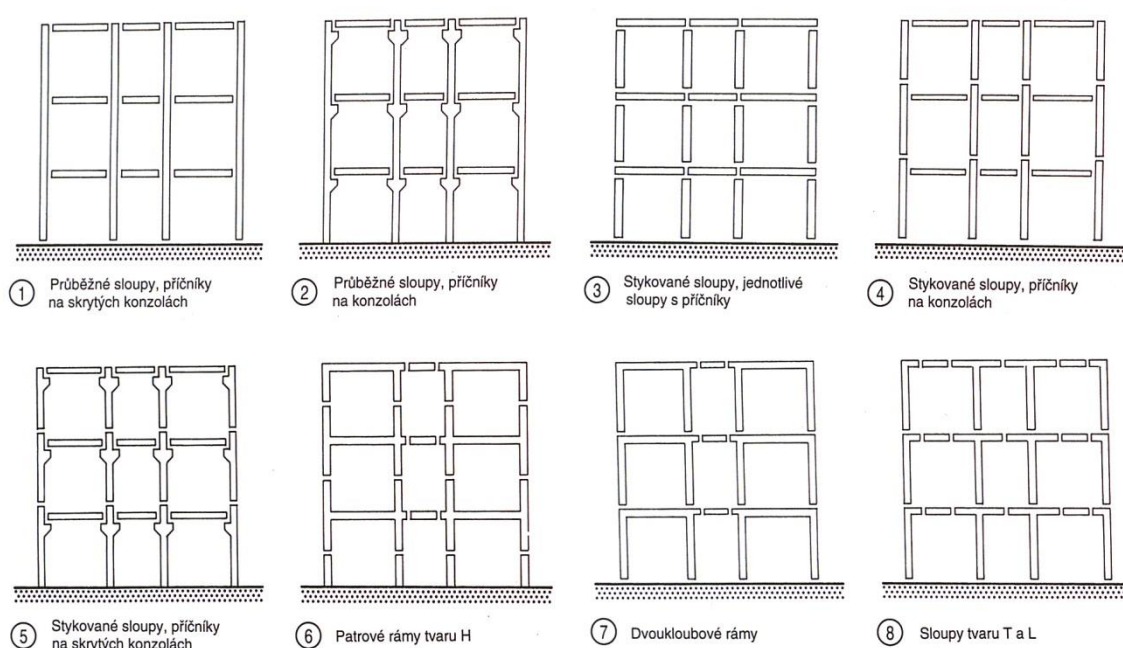 1 Průběžné sloupy, příčníky
na skrytých konzolách
2 Průběžné sloupy, příčníky
na konzolách
3 Stykované sloupy, jednotlivé
sloupy s příčníky
4 Stykované sloupy, příčníky
na konzolách
5 Stykované sloupy, příčníky
na skrytých konzolách
6 Patrové rámy tvaru H
7 Dvoukloubové rámy
8 Sloupy tvaru T a L